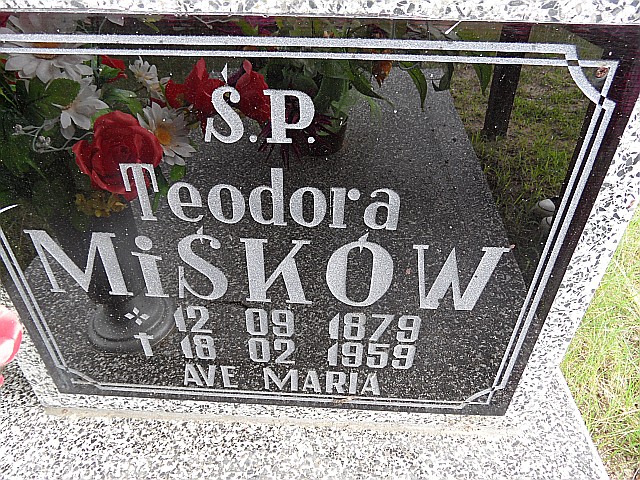 Ś.P.
Teodora
MiŚKÓW
12 09 1879
† 18 02 1959
AVE MARIA